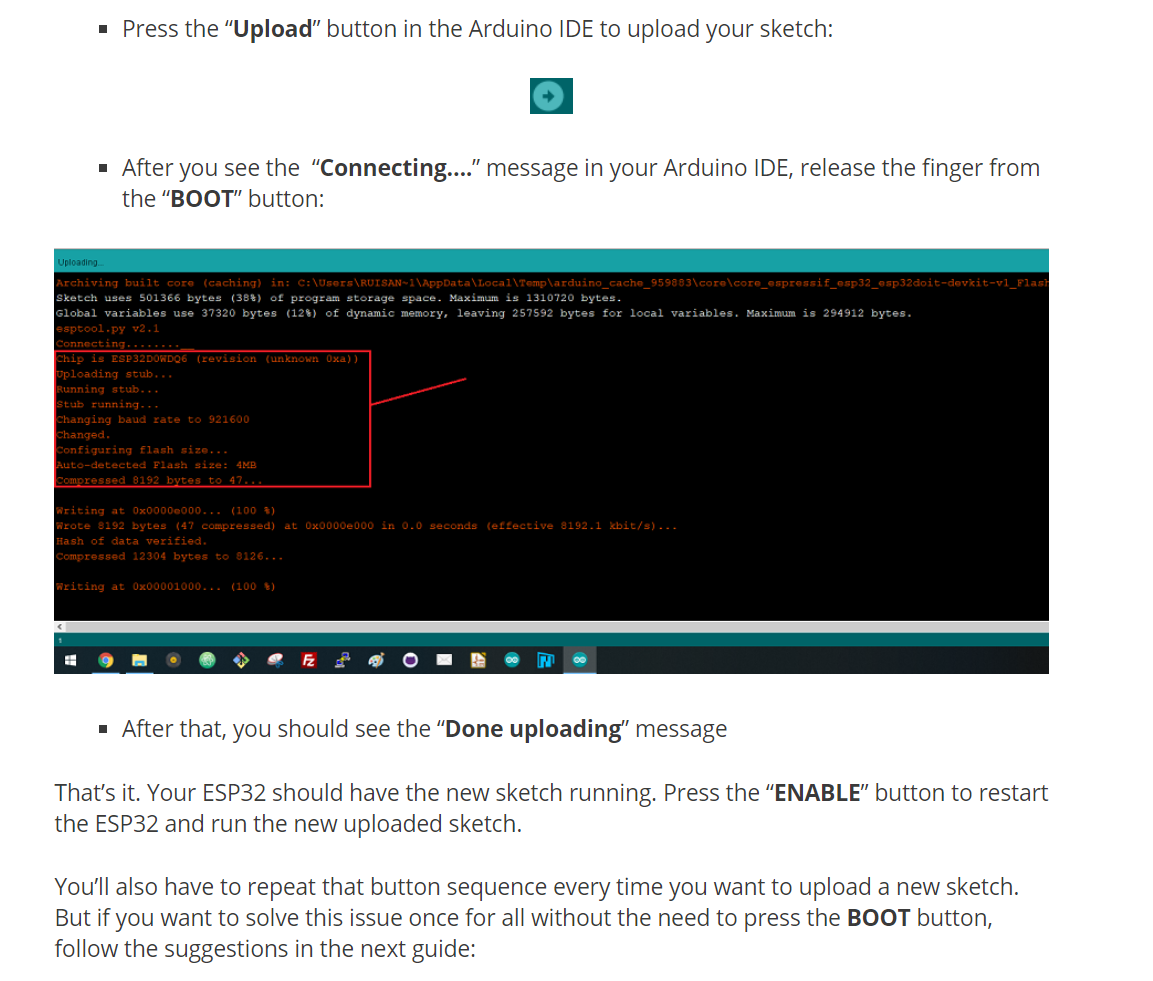 Press the “Upload” button in the Arduino IDE to upload your sketch:
After you see the “Connecting....” message in your Arduino IDE, release the finger from
the “BOOT” button:
Uploading...
Archiving built core (caching) in: C:\Users\RUISAN~1\AppData\Local\Temp\arduino_cache_959883\core\core_espressif_esp32_esp32doit-devkit-v1_Flash
Sketch uses 501366 bytes (38%) of program storage space. Maximum is 1310720 bytes.
Global variables use 37320 bytes (12%) of dynamic memory, leaving 257592 bytes for local variables. Maximum is 294912 bytes.
esptool.py v2.1
Connecting........__
Chip is ESP32D0WDQ6 (revision (unknown 0xa))
Uploading stub...
Running stub...
Stub running...
Changing baud rate to 921600
Changed.
Configuring flash size...
Auto-detected Flash size: 4MB
Compressed 8192 bytes to 47...
Writing at 0x0000e000... (100 %)
Wrote 8192 bytes (47 compressed) at 0x0000e000 in 0.0 seconds (effective 8192.1 kbit/s)...
Hash of data verified.
Compressed 12304 bytes to 8126...
Writing at 0x00001000... (100 %)
1
FZ
After that, you should see the “Done uploading” message
That’s it. Your ESP32 should have the new sketch running. Press the “ENABLE” button to restart
the ESP32 and run the new uploaded sketch.
You’ll also have to repeat that button sequence every time you want to upload a new sketch.
But if you want to solve this issue once for all without the need to press the BOOT button,
follow the suggestions in the next guide: